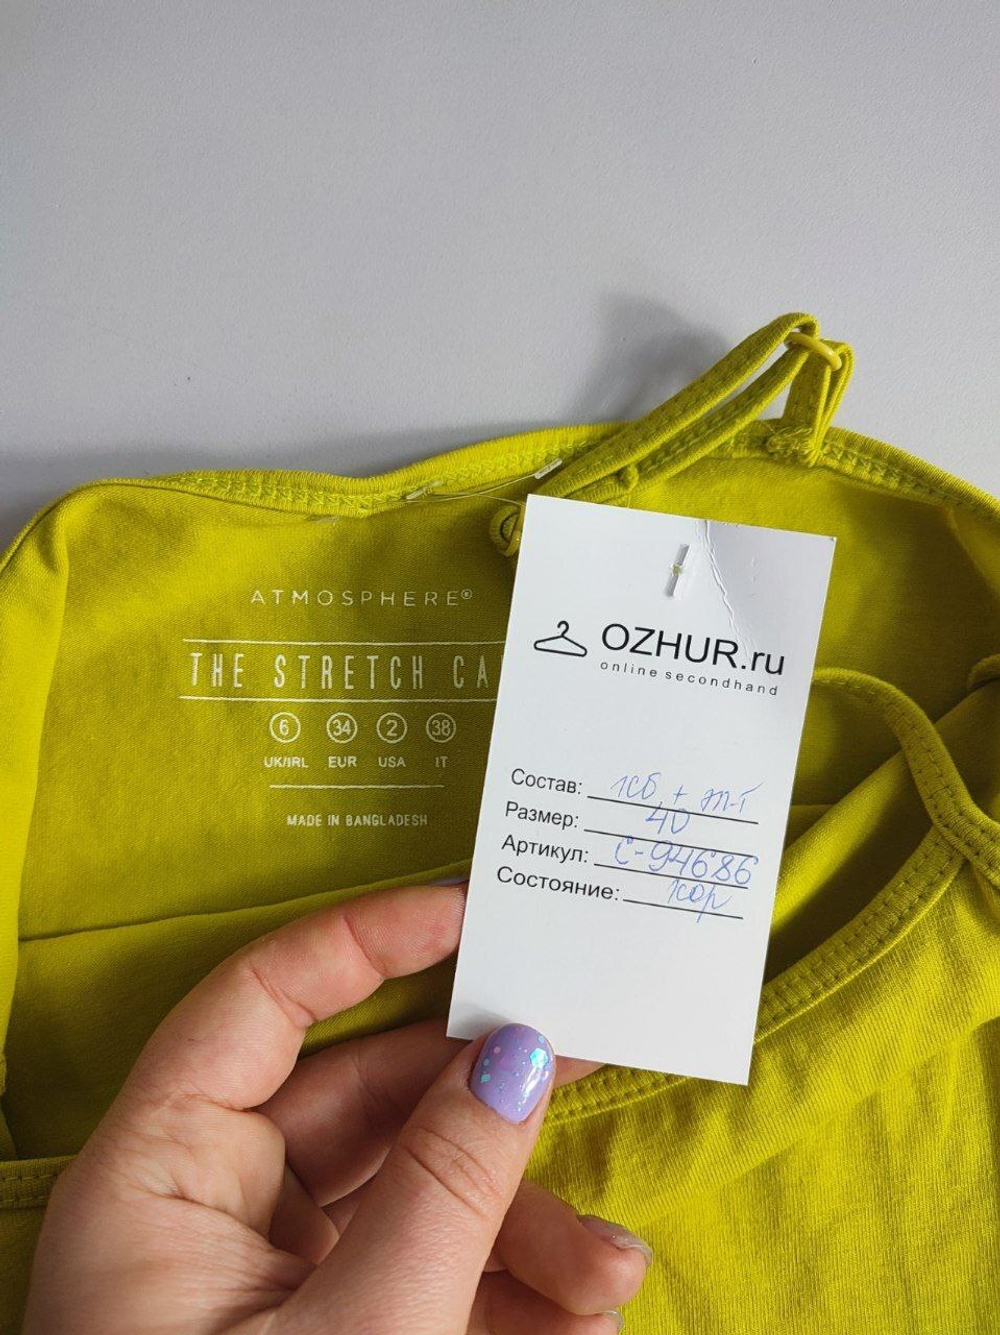 ATMOSPHERE®
THE STRETCH CA
6 34 2 38
UK/IRL EUR USA IT
MADE IN BANGLADESH
OZHUR.ru
online secondhand
Состав:
Размер: 40
Артикул: C-94686
Состояние: хор